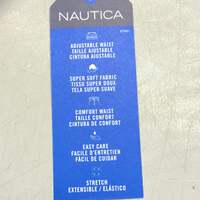 NAUTICA
ADJUSTABLE WAIST
TAILLE AJUSTABLE
CINTURA AJUSTABLE
SUPER SOFT FABRIC
TISSU SUPER DOUX
TELA SUPER SUAVE
COMFORT WAIST
TAILLE CONFORT
CINTURA DE CONFORT
EASY CARE
FACILE D'ENTRETIEN
FÁCIL DE CUIDAR
STRETCH
EXTENSIBLE / ELÁSTICO